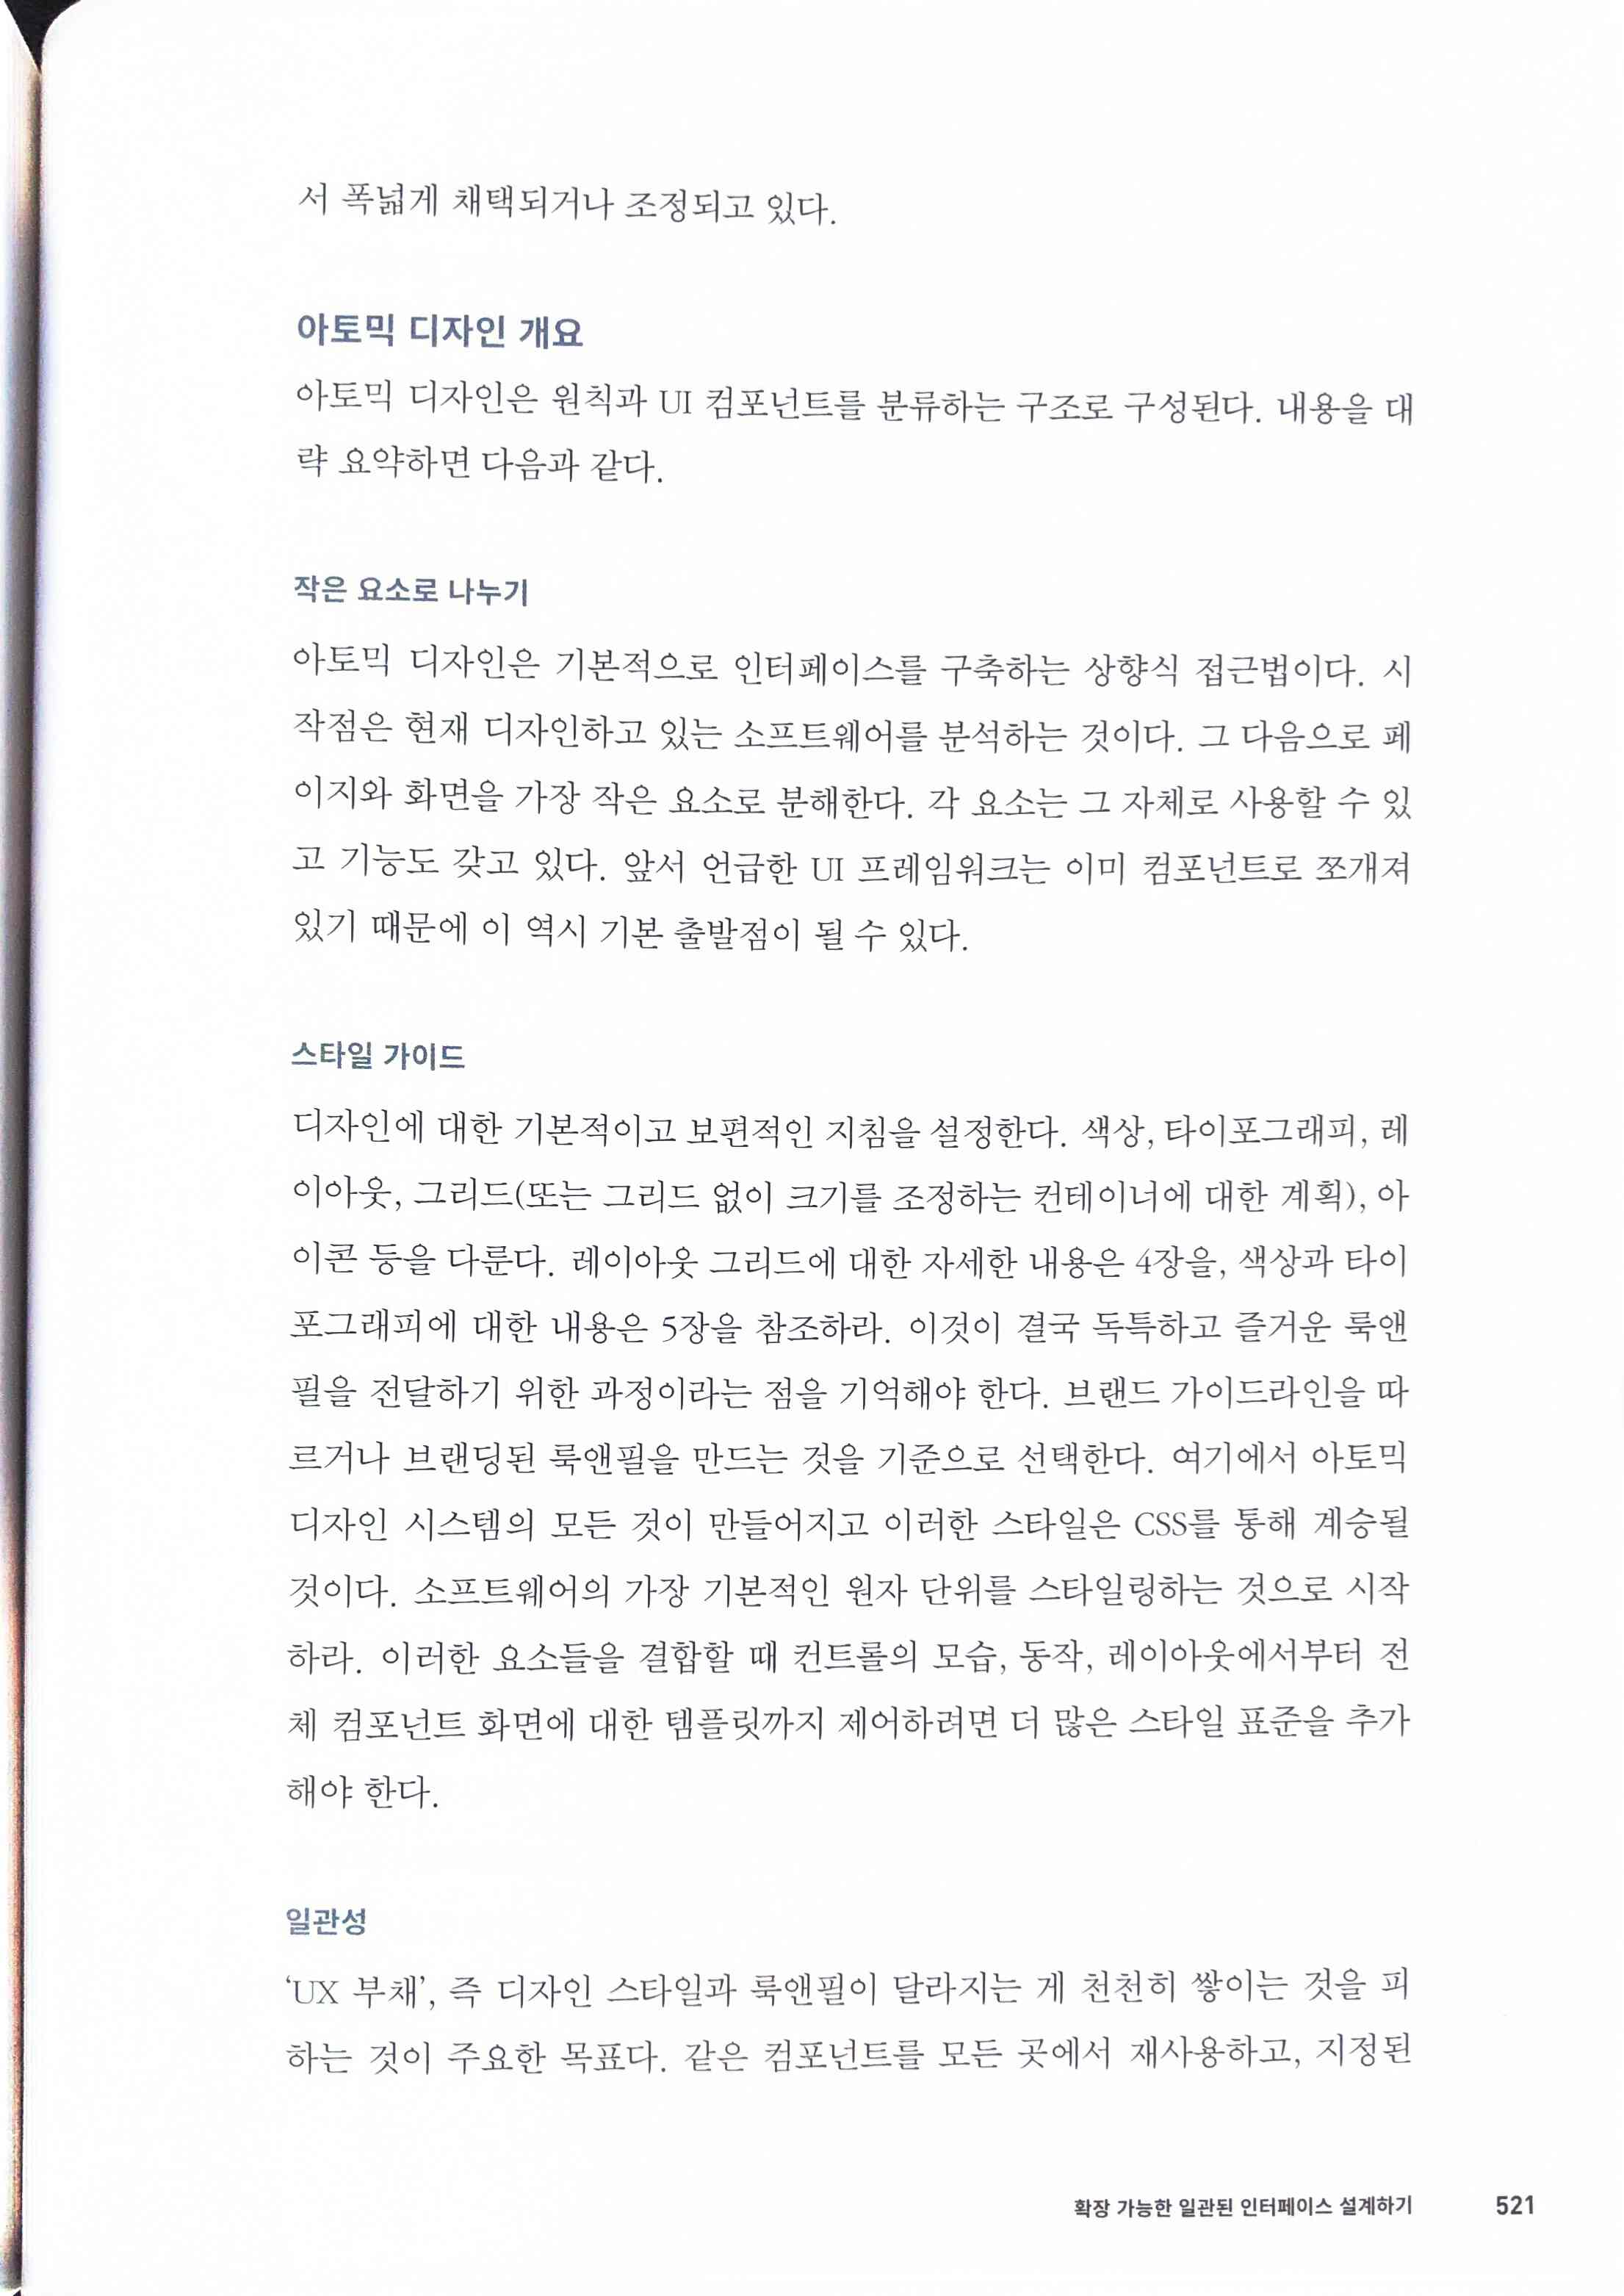 서 폭넓게 채택되거나 조정되고 있다.
아토믹 디자인 개요
아토믹 디자인은 원칙과 UI 컴포넌트를 분류하는 구조로 구성된다. 내용을 대
략 요약하면 다음과 같다.
작은 요소로 나누기
아토믹 디자인은 기본적으로 인터페이스를 구축하는 상향식 접근법이다. 시
작점은 현재 디자인하고 있는 소프트웨어를 분석하는 것이다. 그 다음으로 페
이지와 화면을 가장 작은 요소로 분해한다. 각 요소는 그 자체로 사용할 수 있
고 기능도 갖고 있다. 앞서 언급한 UI 프레임워크는 이미 컴포넌트로 쪼개져
있기 때문에 이 역시 기본 출발점이 될 수 있다.
스타일 가이드
디자인에 대한 기본적이고 보편적인 지침을 설정한다. 색상, 타이포그래피, 레
이아웃, 그리드(또는 그리드 없이 크기를 조정하는 컨테이너에 대한 계획), 아
이콘 등을 다룬다. 레이아웃 그리드에 대한 자세한 내용은 4장을, 색상과 타이
포그래피에 대한 내용은 5장을 참조하라. 이것이 결국 독특하고 즐거운 룩앤
필을 전달하기 위한 과정이라는 점을 기억해야 한다. 브랜드 가이드라인을 따
르거나 브랜딩된 룩앤필을 만드는 것을 기준으로 선택한다. 여기에서 아토믹
디자인 시스템의 모든 것이 만들어지고 이러한 스타일은 CSS를 통해 계승될
것이다. 소프트웨어의 가장 기본적인 원자 단위를 스타일링하는 것으로 시작
하라. 이러한 요소들을 결합할 때 컨트롤의 모습, 동작, 레이아웃에서부터 전
체 컴포넌트 화면에 대한 템플릿까지 제어하려면 더 많은 스타일 표준을 추가
해야 한다.
일관성
‘UX 부채’, 즉 디자인 스타일과 룩앤필이 달라지는 게 천천히 쌓이는 것을 피
하는 것이 주요한 목표다. 같은 컴포넌트를 모든 곳에서 재사용하고, 지정된
확장 가능한 일관된 인터페이스 설계하기 521